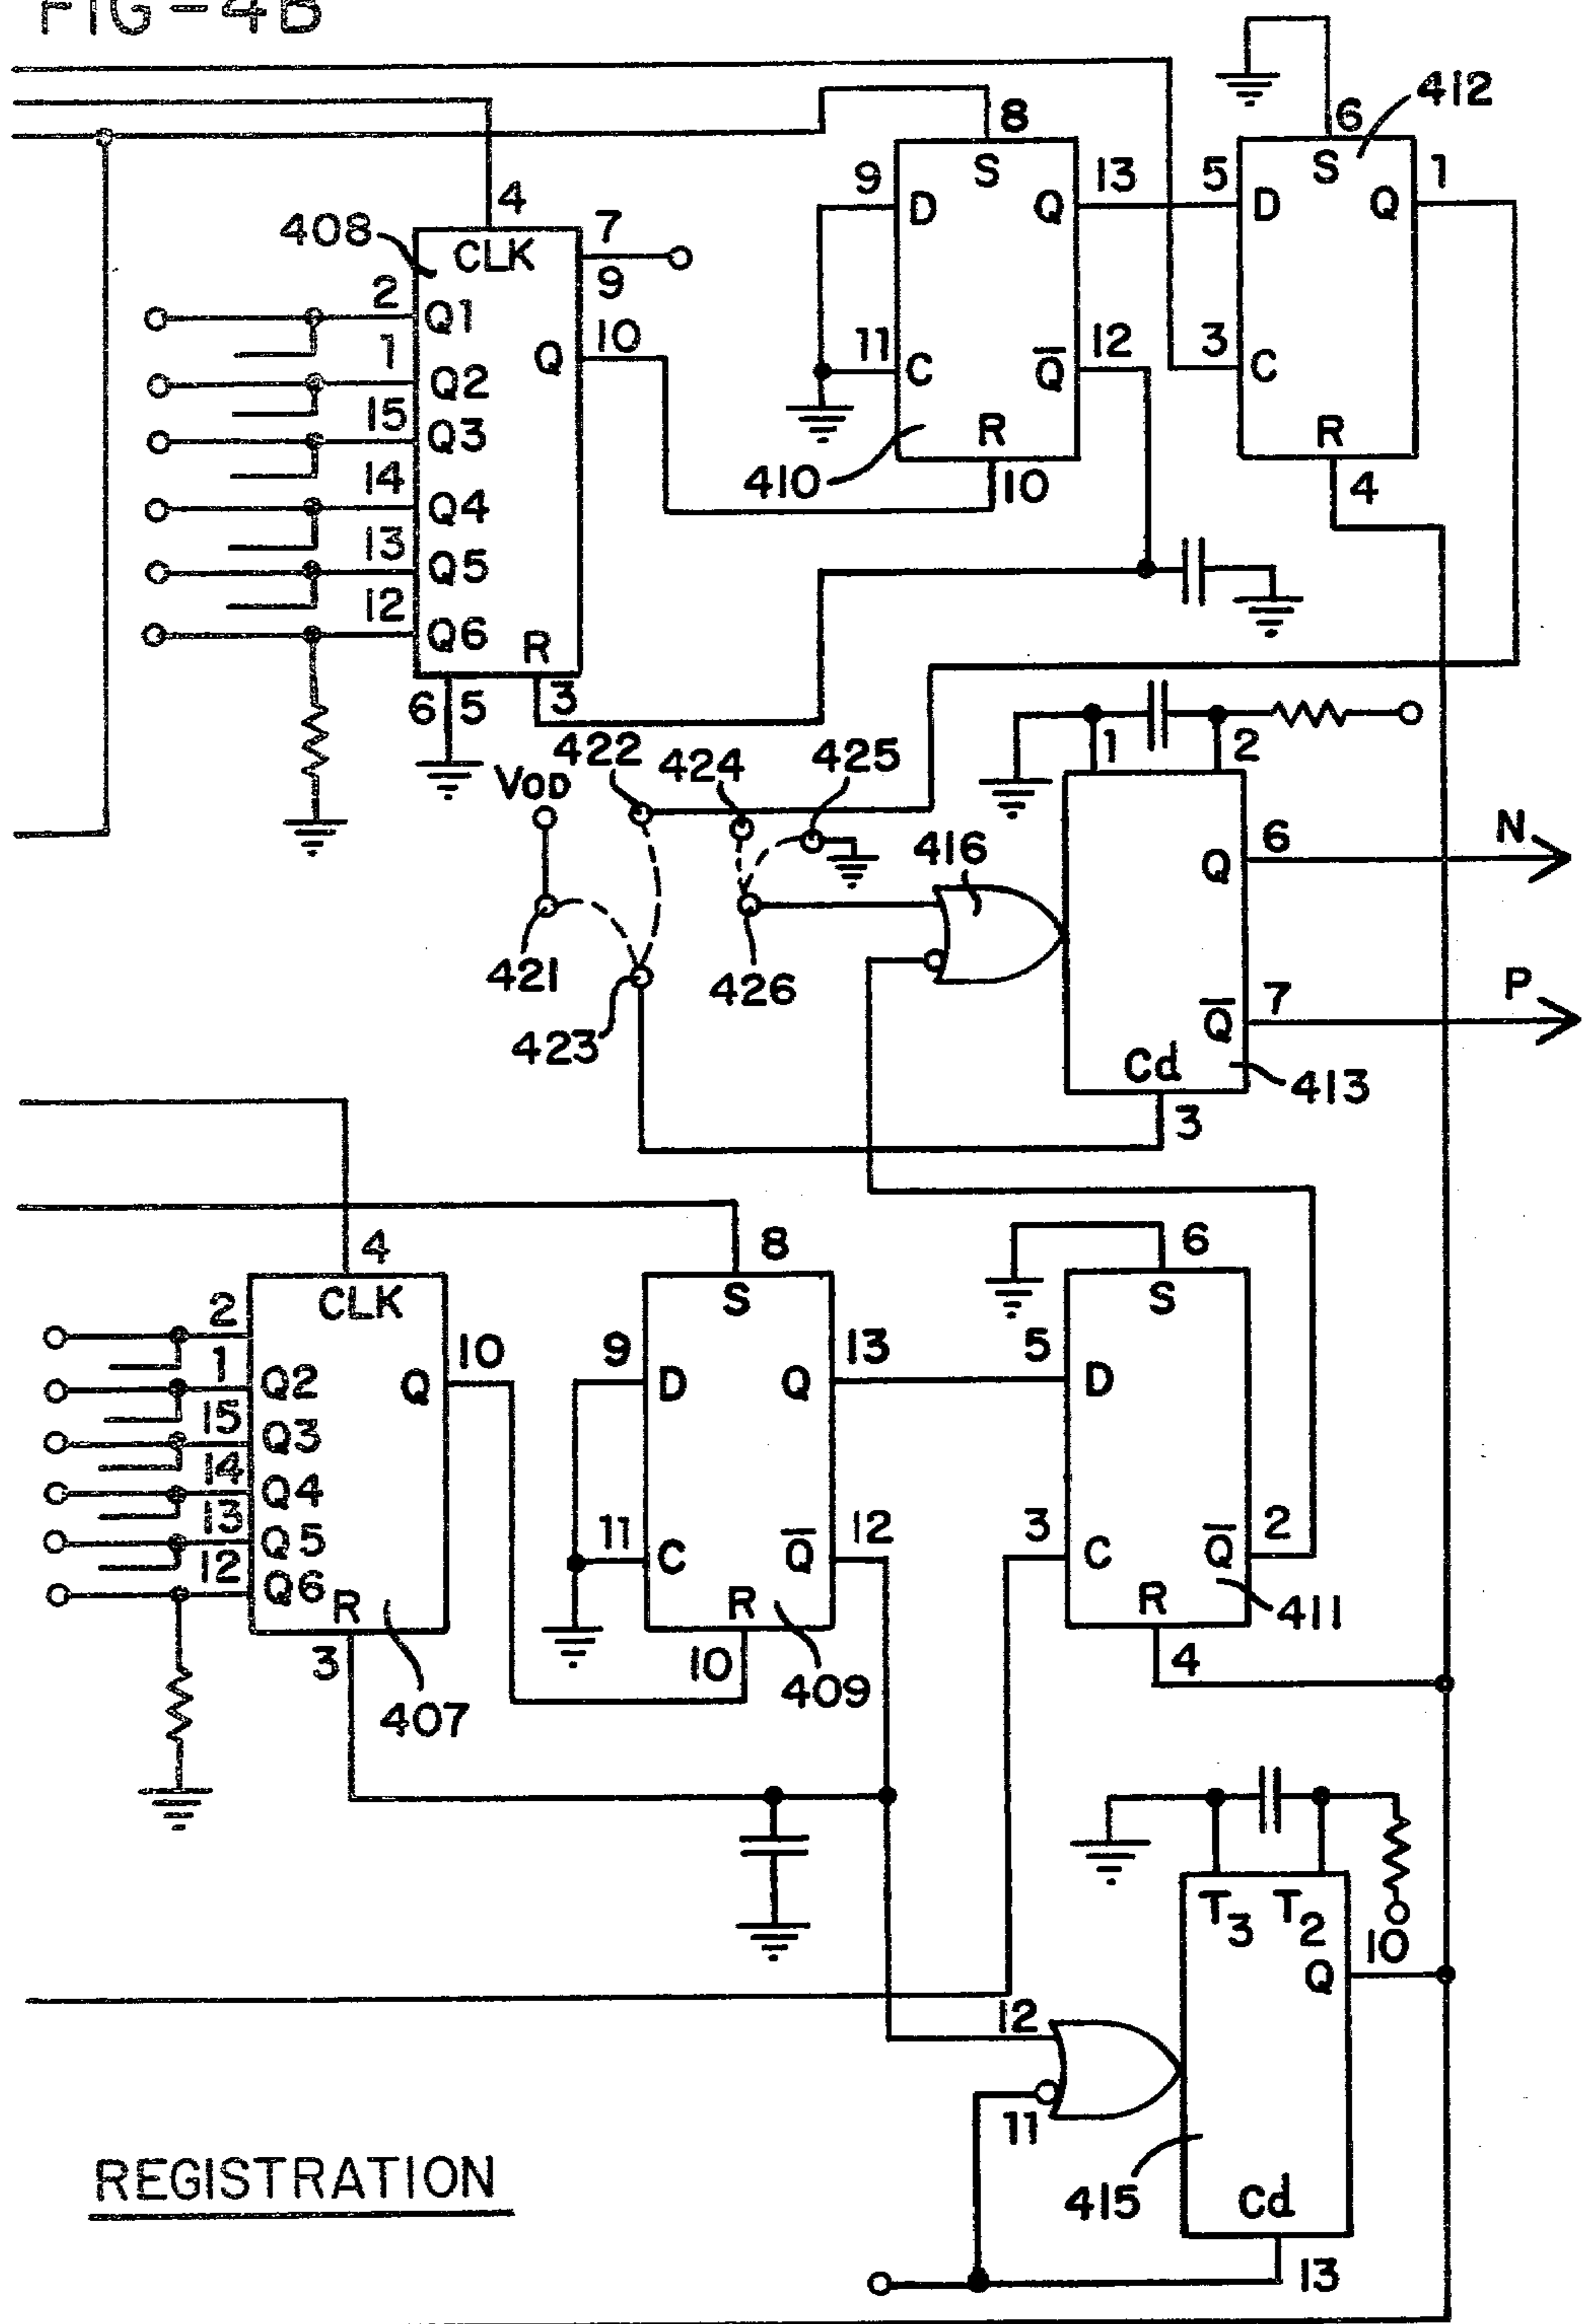 FIG-4B
6
412
8
S
S
9
D
Q
13
5
D
Q
1
4
408
CLK
7
9
2
Q1
Q
10
11
C
Q̅
12
3
C
1
Q2
15
Q3
R
R
14
Q4
410
10
4
13
Q5
12
Q6
R
6
5
3
422
424
425
1
2
VOD
416
Q
6
N
421
426
423
Q̅
7
P
Cd
413
3
4
8
6
CLK
S
S
2
Q
10
9
D
Q
13
5
D
1
Q2
15
Q3
14
Q4
13
Q5
11
C
Q̅
12
3
C
Q̅
2
12
Q6
R
R
R
411
3
407
10
409
4
T3
T2
10
Q
12
11
REGISTRATION
415
Cd
13